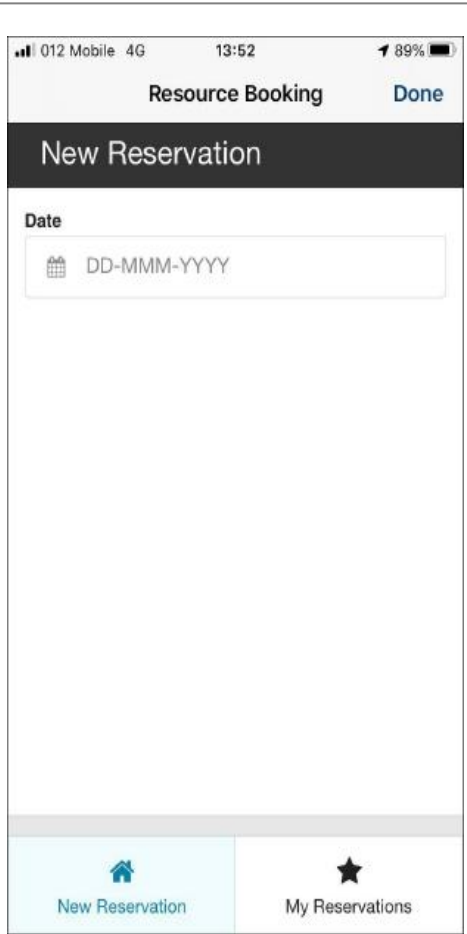 012 Mobile 4G 13:52 89%
Resource Booking Done
New Reservation
Date
DD-MMM-YYYY
New Reservation My Reservations